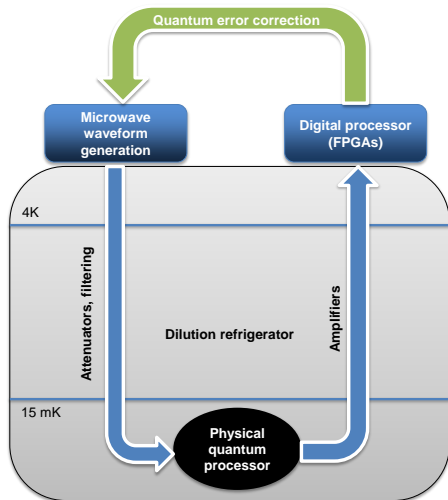 Quantum error correction
Microwave
waveform
generation
Digital processor
(FPGAs)
4K
Attenuators, filtering
Amplifiers
Dilution refrigerator
15 mK
Physical
quantum
processor